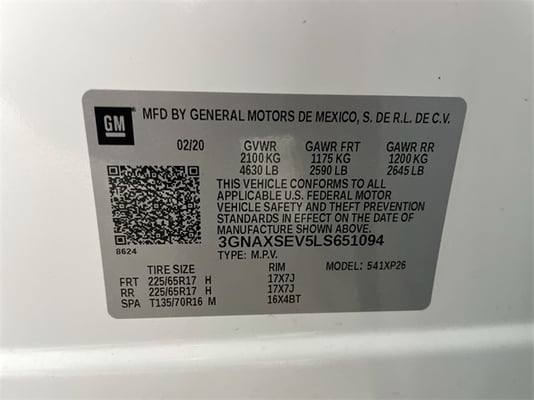 GM MFD BY GENERAL MOTORS DE MEXICO, S. DE R.L. DE C.V.
02/20 GVWR GAWR FRT GAWR RR
2100 KG 1175 KG 1200 KG
4630 LB 2590 LB 2645 LB
THIS VEHICLE CONFORMS TO ALL
APPLICABLE U.S. FEDERAL MOTOR
VEHICLE SAFETY AND THEFT PREVENTION
STANDARDS IN EFFECT ON THE DATE OF
MANUFACTURE SHOWN ABOVE.
3GNAXSEV5LS651094
8624
TYPE: M.P.V.
MODEL: 541XP26
TIRE SIZE RIM
FRT 225/65R17 H 17X7J
RR 225/65R17 H 17X7J
SPA T135/70R16 M 16X4BT